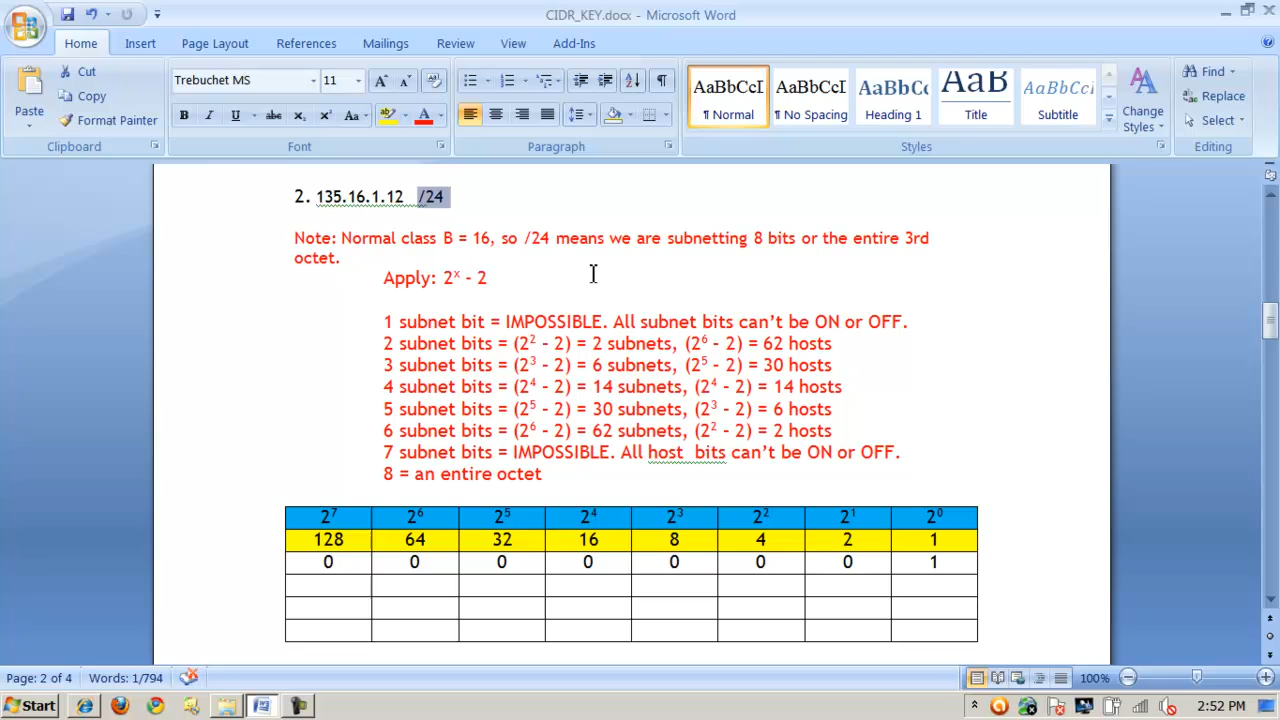 CIDR_KEY.docx - Microsoft Word
Home Insert Page Layout References Mailings Review View Add-Ins
Paste
Cut
Copy
Format Painter
Clipboard
Trebuchet MS 11
B I U abc x₂ x² Aa
Font
Paragraph
AaBbCcI AaBbCcI AaBbCc AaB AaBbCcI
¶ Normal ¶ No Spacing Heading 1 Title Subtitle
Change
Styles
Styles
Find
Replace
Select
Editing
2. 135.16.1.12 /24
Note: Normal class B = 16, so /24 means we are subnetting 8 bits or the entire 3rd
octet.
Apply: 2ˣ - 2
1 subnet bit = IMPOSSIBLE. All subnet bits can't be ON or OFF.
2 subnet bits = (2² - 2) = 2 subnets, (2⁶ - 2) = 62 hosts
3 subnet bits = (2³ - 2) = 6 subnets, (2⁵ - 2) = 30 hosts
4 subnet bits = (2⁴ - 2) = 14 subnets, (2⁴ - 2) = 14 hosts
5 subnet bits = (2⁵ - 2) = 30 subnets, (2³ - 2) = 6 hosts
6 subnet bits = (2⁶ - 2) = 62 subnets, (2² - 2) = 2 hosts
7 subnet bits = IMPOSSIBLE. All host bits can't be ON or OFF.
8 = an entire octet
2⁷ 2⁶ 2⁵ 2⁴ 2³ 2² 2¹ 2⁰
128 64 32 16 8 4 2 1
0 0 0 0 0 0 0 1
Page: 2 of 4 Words: 1/794 100%
Start 2:52 PM